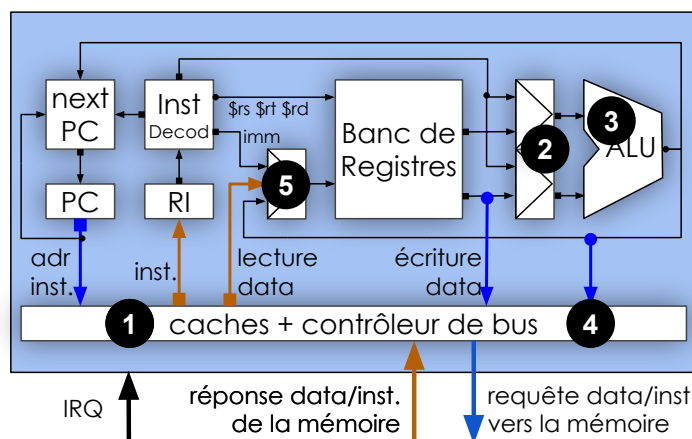 next
PC
Inst
Decod
$rs $rt $rd
imm
Banc de
Registres
2
3
ALU
5
PC
RI
adr
inst.
inst.
lecture
data
écriture
data
1
caches + contrôleur de bus
4
IRQ
réponse data/inst.
de la mémoire
requête data/inst
vers la mémoire